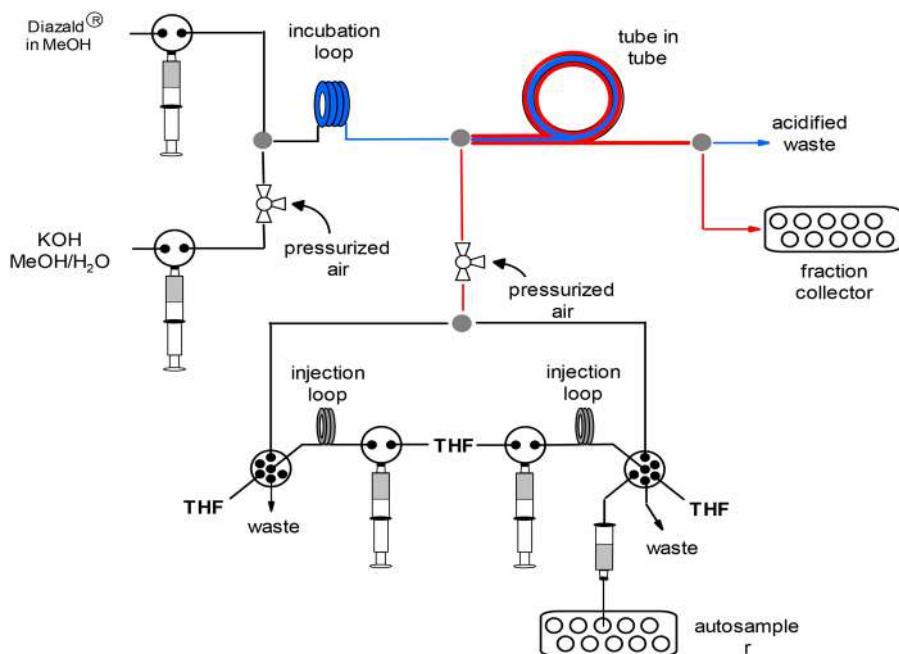 Diazald®
in MeOH
incubation
loop
tube in
tube
acidified
waste
KOH
MeOH/H₂O
pressurized
air
pressurized
air
fraction
collector
injection
loop
injection
loop
THF
THF
waste
THF
waste
autosample
r